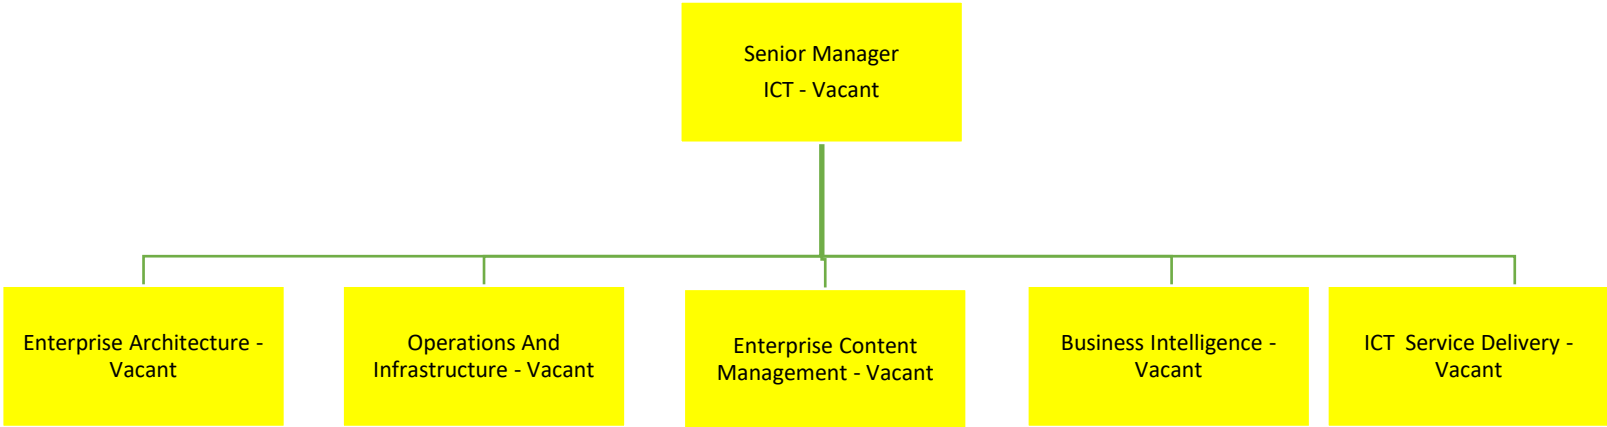 Senior Manager
ICT - Vacant
Enterprise Architecture -
Vacant
Operations And
Infrastructure - Vacant
Enterprise Content
Management - Vacant
Business Intelligence -
Vacant
ICT  Service Delivery -
Vacant